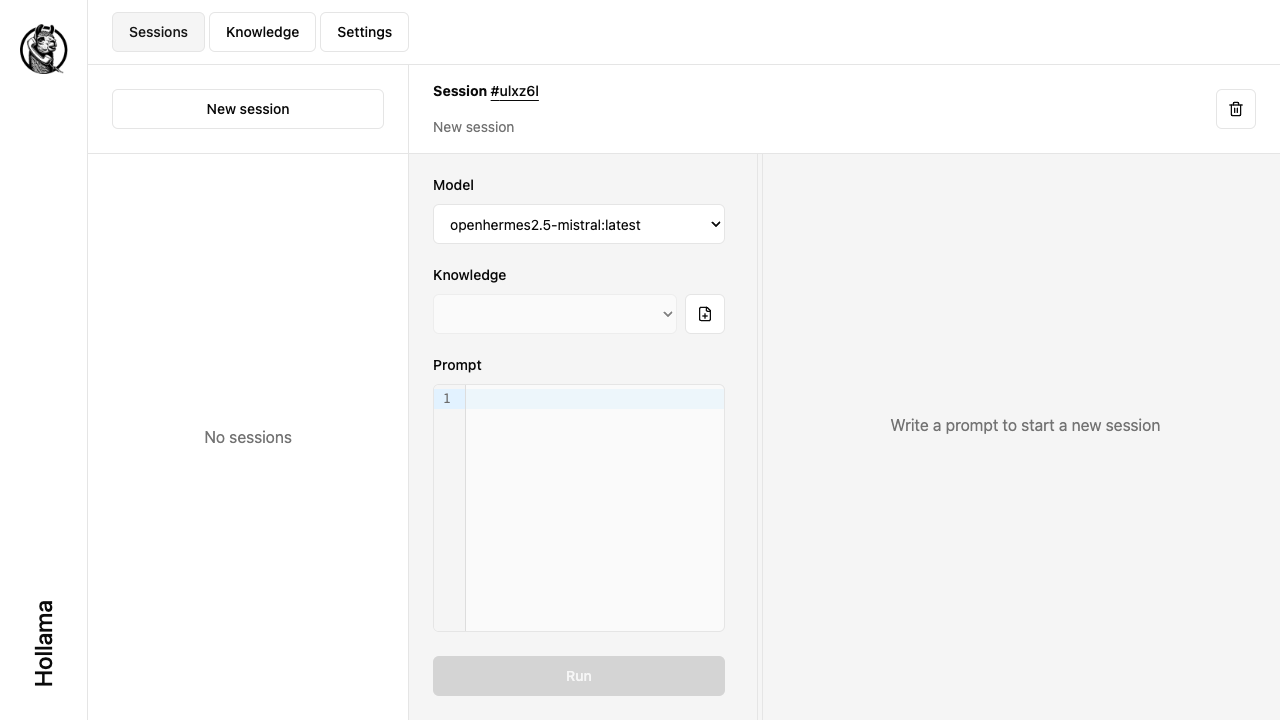 Sessions
Knowledge
Settings
New session
Session #ulxz6l
New session
No sessions
Model
openhermes2.5-mistral:latest
Knowledge
Prompt
1
Run
Write a prompt to start a new session
Hollama